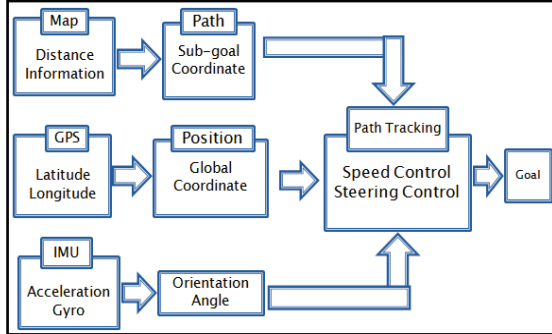 Map
Distance
Information
Path
Sub-goal
Coordinate
GPS
Latitude
Longitude
Position
Global
Coordinate
Path Tracking
Speed Control
Steering Control
Goal
IMU
Acceleration
Gyro
Orientation
Angle